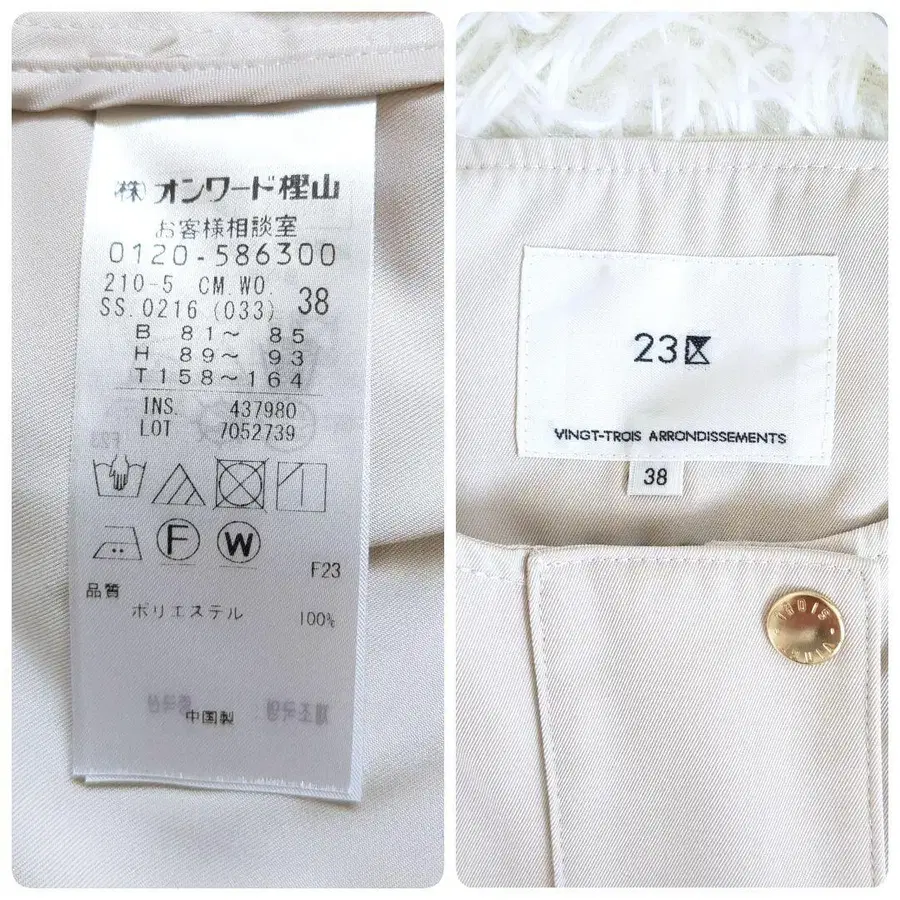 (株)オンワード樫山
お客様相談室
0120-586300
210-5 CM.WO.
SS.0216 (033) 38
B 81～ 85
H 89～ 93
T158～164
INS. 437980
LOT 7052739
F W
F23
品質
ポリエステル 100%
中国製
23区
VINGT-TROIS ARRONDISSEMENTS
38
TROIS
VINGT